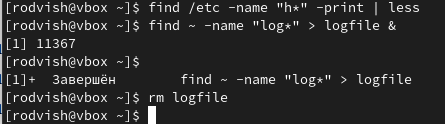 [rodvish@vbox ~]$ find /etc -name "h*" -print | less
[rodvish@vbox ~]$ find ~ -name "log*" > logfile &
[1] 11367
[rodvish@vbox ~]$
[1]+  Завершён        find ~ -name "log*" > logfile
[rodvish@vbox ~]$ rm logfile
[rodvish@vbox ~]$